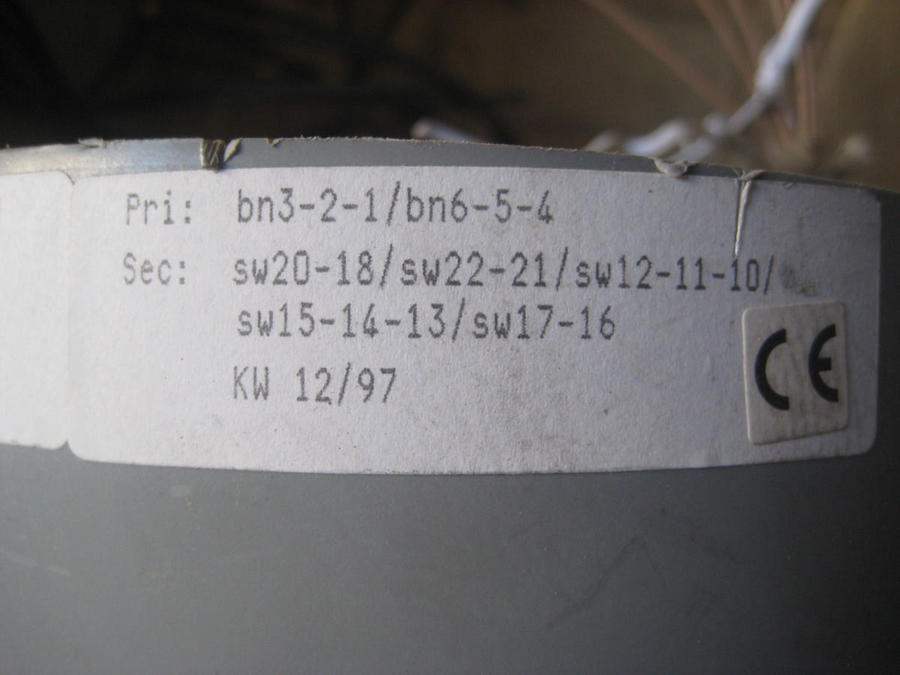 Pri: bn3-2-1/bn6-5-4
Sec: sw20-18/sw22-21/sw12-11-10/
sw15-14-13/sw17-16
KW 12/97
CE